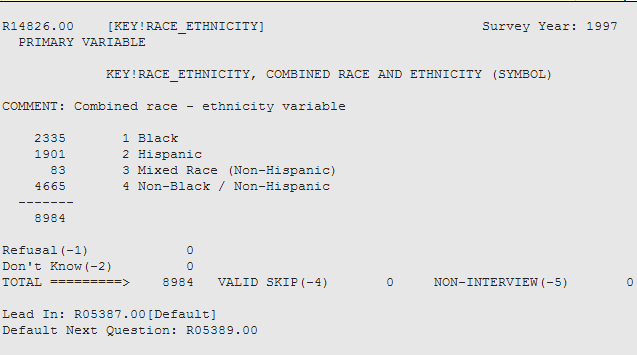 R14826.00 [KEY!RACE_ETHNICITY] Survey Year: 1997
PRIMARY VARIABLE
KEY!RACE_ETHNICITY, COMBINED RACE AND ETHNICITY (SYMBOL)
COMMENT: Combined race - ethnicity variable
2335 1 Black
1901 2 Hispanic
83 3 Mixed Race (Non-Hispanic)
4665 4 Non-Black / Non-Hispanic
-------
8984
Refusal(-1) 0
Don't Know(-2) 0
TOTAL =========> 8984 VALID SKIP(-4) 0 NON-INTERVIEW(-5) 0
Lead In: R05387.00[Default]
Default Next Question: R05389.00